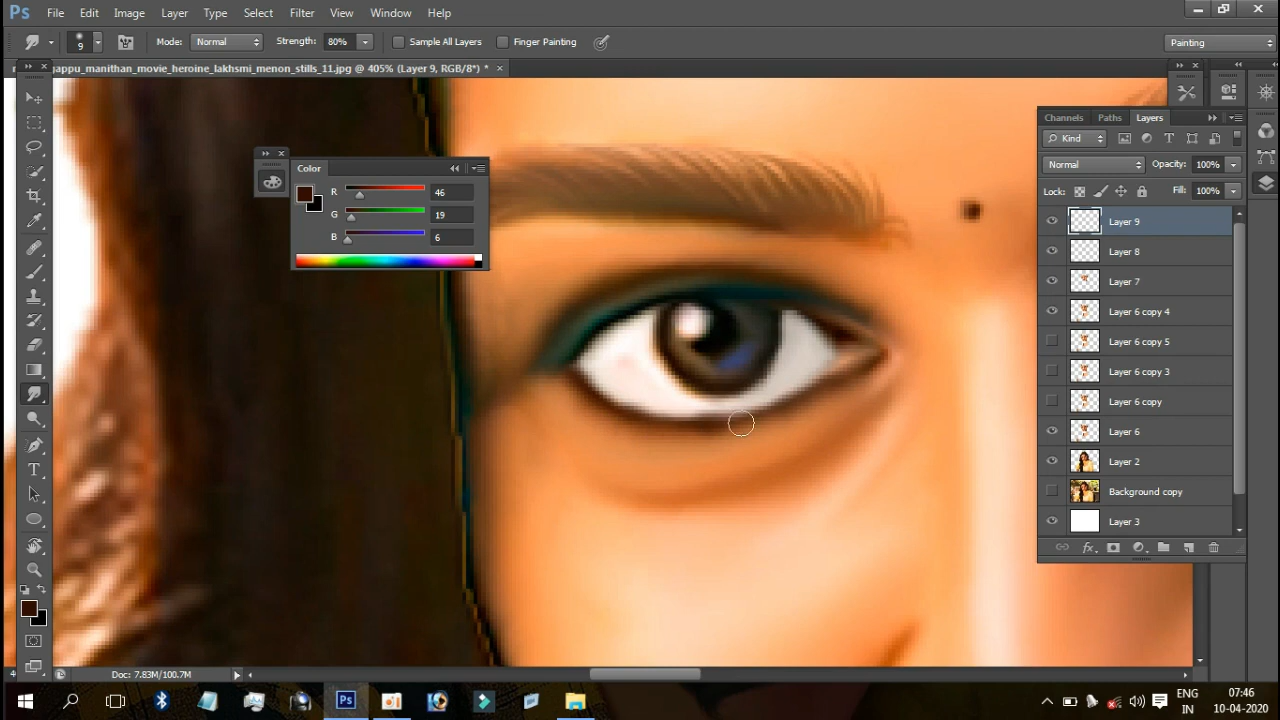 Ps File Edit Image Layer Type Select Filter View Window Help
9 Mode: Normal Strength: 80% Sample All Layers Finger Painting Painting
appu_manithan_movie_heroine_lakhsmi_menon_stills_11.jpg @ 405% (Layer 9, RGB/8*) *
Color
R 46
G 19
B 6
Channels Paths Layers
Kind
Normal Opacity: 100%
Lock: Fill: 100%
Layer 9
Layer 8
Layer 7
Layer 6 copy 4
Layer 6 copy 5
Layer 6 copy 3
Layer 6 copy
Layer 6
Layer 2
Background copy
Layer 3
fx
T
Doc: 7.83M/100.7M
Ps
ENG
IN
07:46
10-04-2020